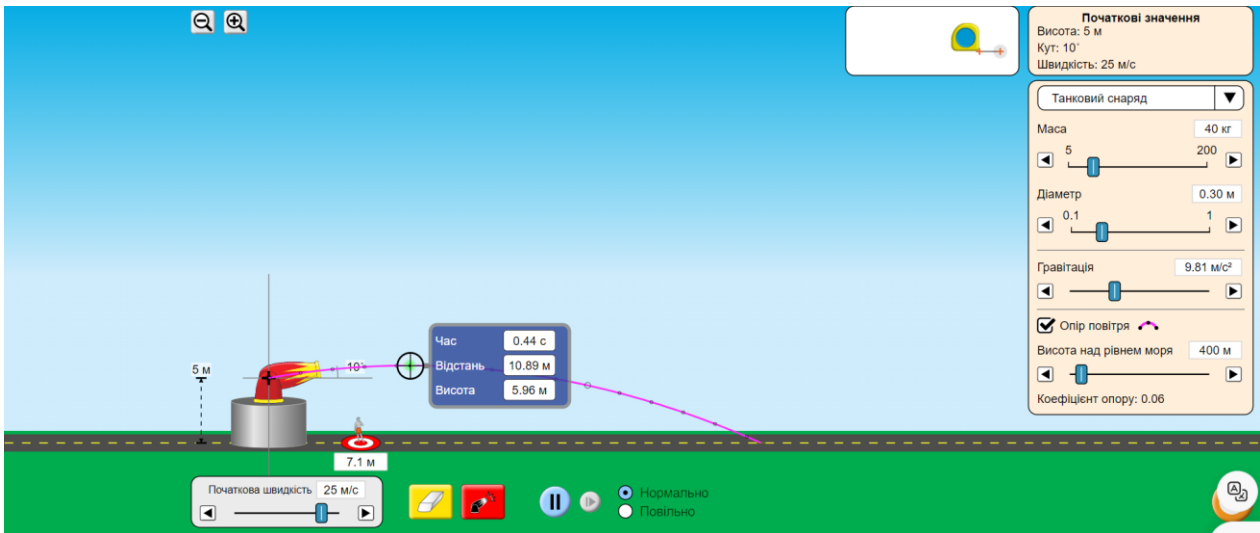 Початкові значення
Висота: 5 м
Кут: 10˚
Швидкість: 25 м/с
Танковий снаряд
Маса 40 кг
5 200
Діаметр 0.30 м
0.1 1
Гравітація 9.81 м/с²
Опір повітря
Висота над рівнем моря 400 м
Коефіцієнт опору: 0.06
Час 0.44 с
Відстань 10.89 м
Висота 5.96 м
5 м
10˚
7.1 м
Початкова швидкість 25 м/с
Нормально
Повільно